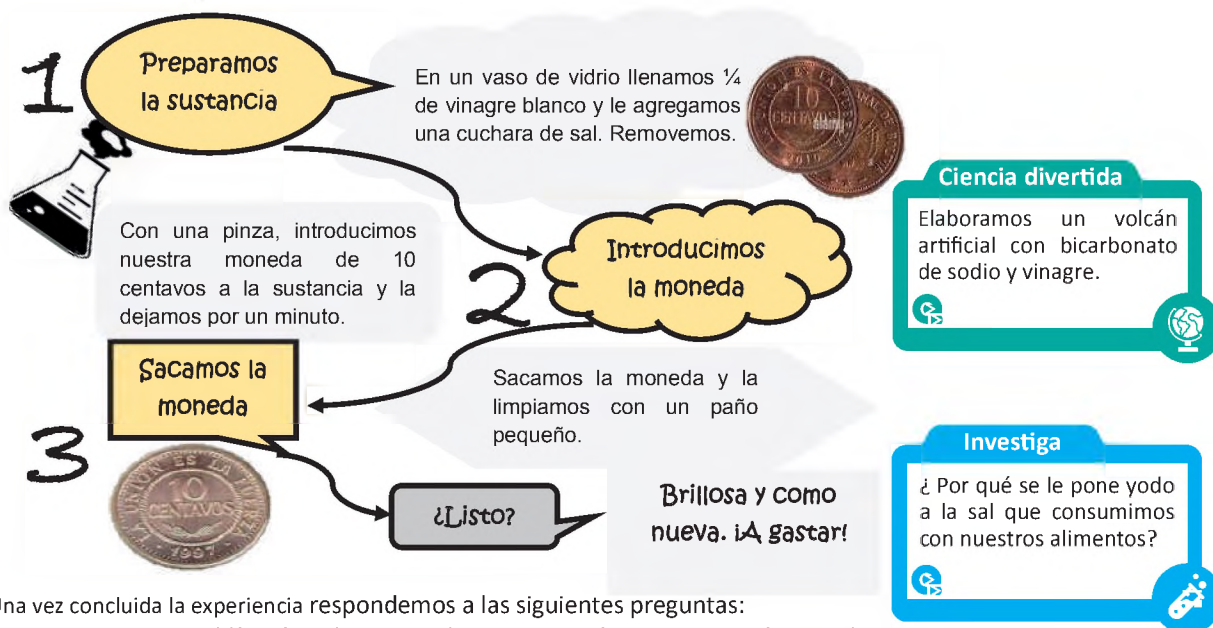 1
Preparamos
la sustancia
En un vaso de vidrio llenamos ¼
de vinagre blanco y le agregamos
una cuchara de sal. Removemos.
10
CENTAVOS
alamy
Ciencia divertida
Elaboramos un volcán
artificial con bicarbonato
de sodio y vinagre.
Con una pinza, introducimos
nuestra moneda de 10
centavos a la sustancia y la
dejamos por un minuto.
2
Introducimos
la moneda
3
Sacamos la
moneda
Sacamos la moneda y la
limpiamos con un paño
pequeño.
LA UNION ES LA FUERZA
10
CENTAVOS
1997
¿Listo?
Brillosa y como
nueva. ¡A gastar!
Investiga
¿ Por qué se le pone yodo
a la sal que consumimos
con nuestros alimentos?
Una vez concluida la experiencia respondemos a las siguientes preguntas: